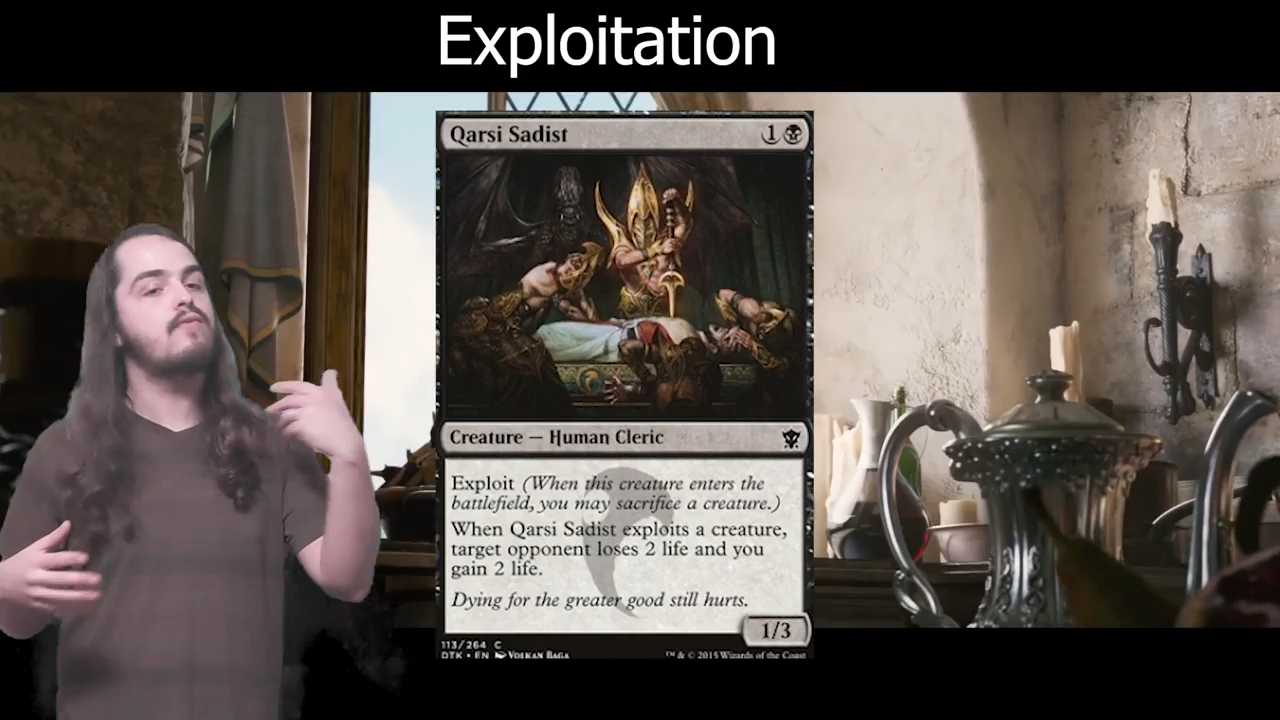 Exploitation
Qarsi Sadist 1
Creature — Human Cleric
Exploit (When this creature enters the
battlefield, you may sacrifice a creature.)
When Qarsi Sadist exploits a creature,
target opponent loses 2 life and you
gain 2 life.
Dying for the greater good still hurts.
1/3
113/264 C
DTK • EN Volkan Baga ™ & © 2015 Wizards of the Coast